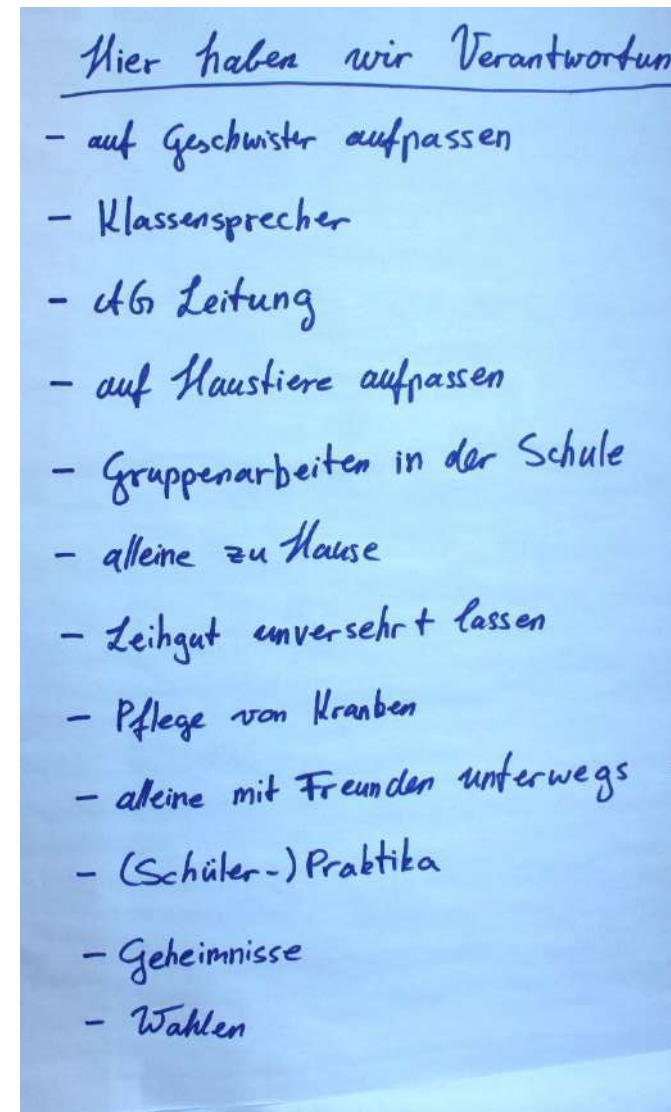 Hier haben wir Verantwortun
- auf Geschwister aufpassen
- Klassensprecher
- AG Leitung
- auf Haustiere aufpassen
- Gruppenarbeiten in der Schule
- alleine zu Hause
- Leihgut unversehrt lassen
- Pflege von Kranken
- alleine mit Freunden unterwegs
- (Schüler-) Praktika
- Geheimnisse
- Wahlen